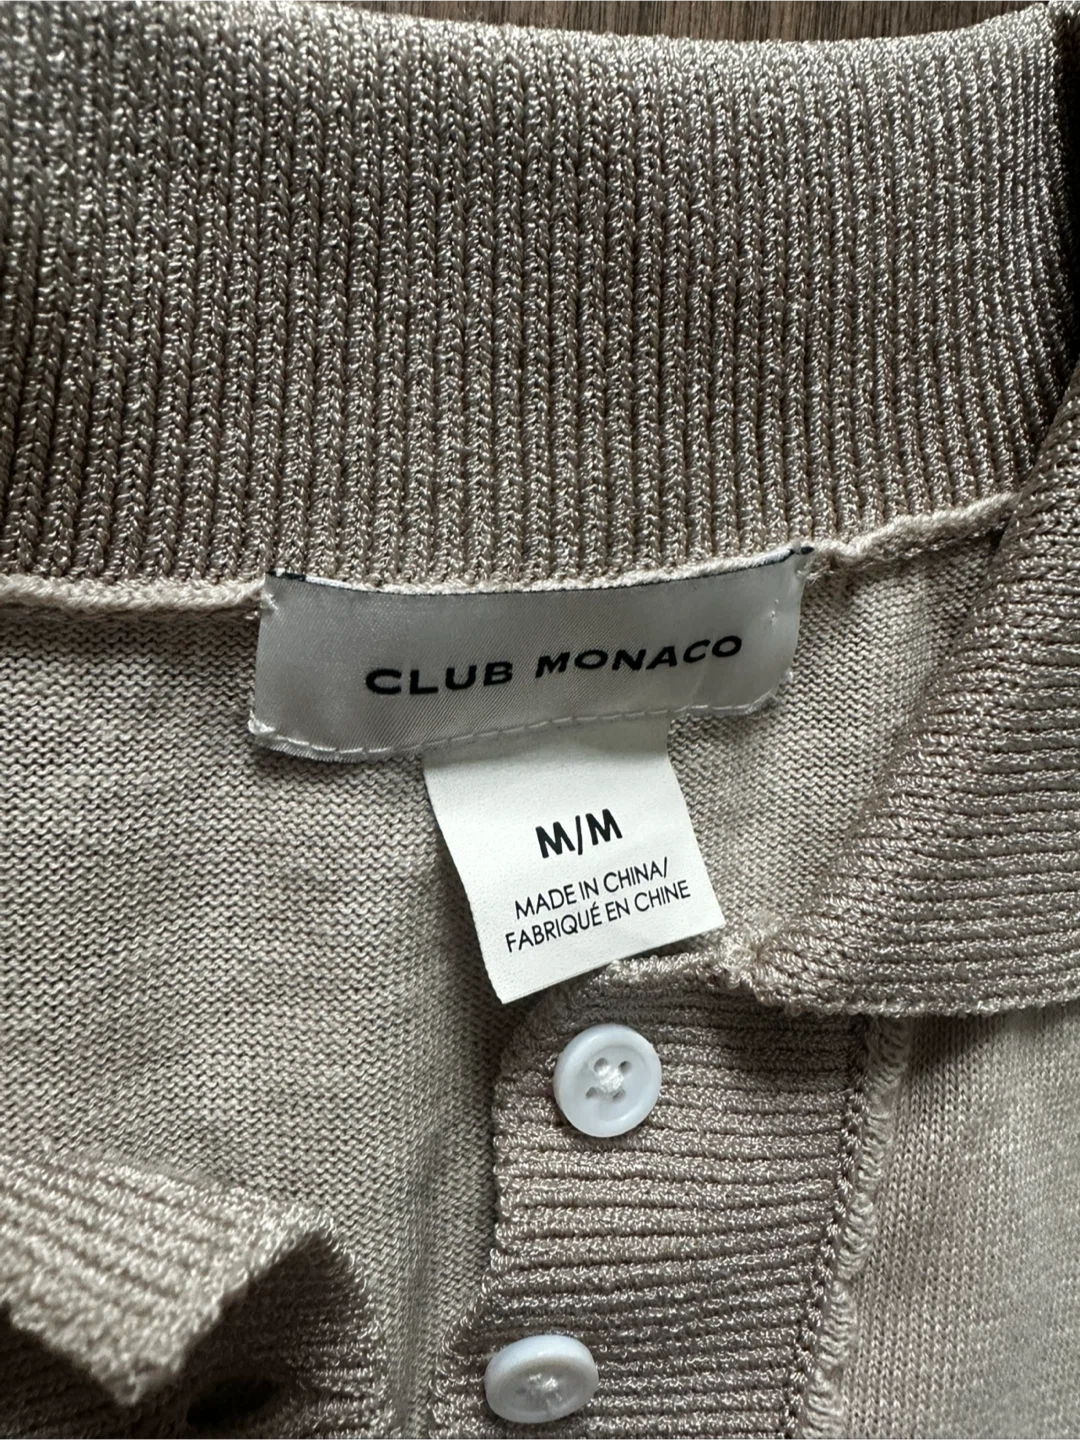 CLUB MONACO
M/M
MADE IN CHINA/
FABRIQUÉ EN CHINE